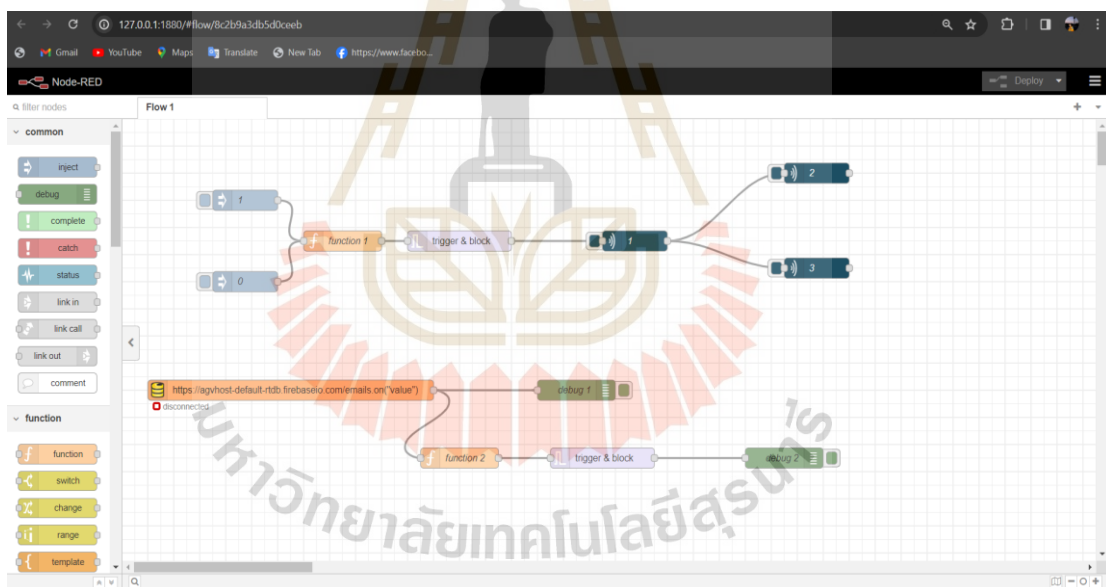 127.0.0.1:1880/#flow/8c2b9a3db5d0ceeb
Gmail YouTube Maps Translate New Tab https://www.facebo...
Node-RED Deploy
filter nodes Flow 1
common
inject
debug
complete
catch
status
link in
link call
link out
comment
function
function
switch
change
range
template
1
0
function 1
trigger & block
1
2
3
https://agvhost-default-rtdb.firebaseio.com/emails.on("value")
disconnected
debug 1
function 2
trigger & block
debug 2
มหาวิทยาลัยเทคโนโลยีสุรนารี